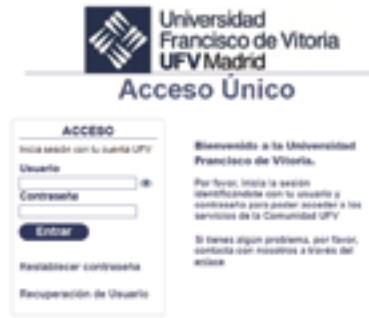 Universidad
Francisco de Vitoria
UFV Madrid
Acceso Único
ACCESO
Inicia sesión con tu cuenta UFV
Usuario
Contraseña
Entrar
Restablecer contraseña
Recuperación de Usuario
Bienvenido a la Universidad
Francisco de Vitoria.
Por favor, inicia la sesión
identificándote con tu usuario y
contraseña para poder acceder a los
servicios de la Comunidad UFV
Si tienes algún problema, por favor,
contacta con nosotros a través del
enlace